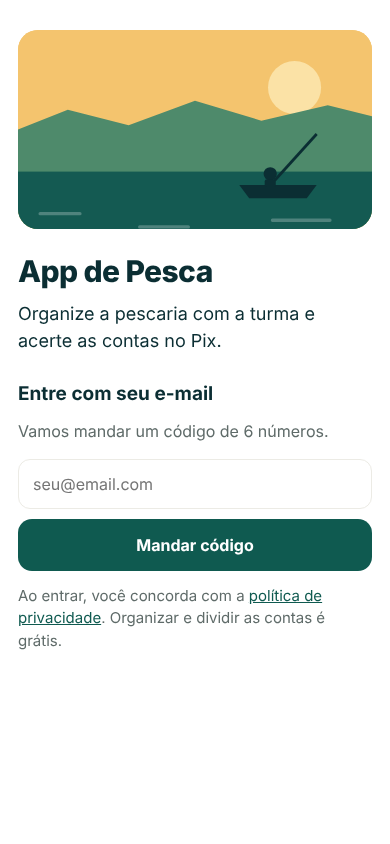 App de Pesca
Organize a pescaria com a turma e
acerte as contas no Pix.
Entre com seu e-mail
Vamos mandar um código de 6 números.
seu@email.com
Mandar código
Ao entrar, você concorda com a política de
privacidade. Organizar e dividir as contas é
grátis.